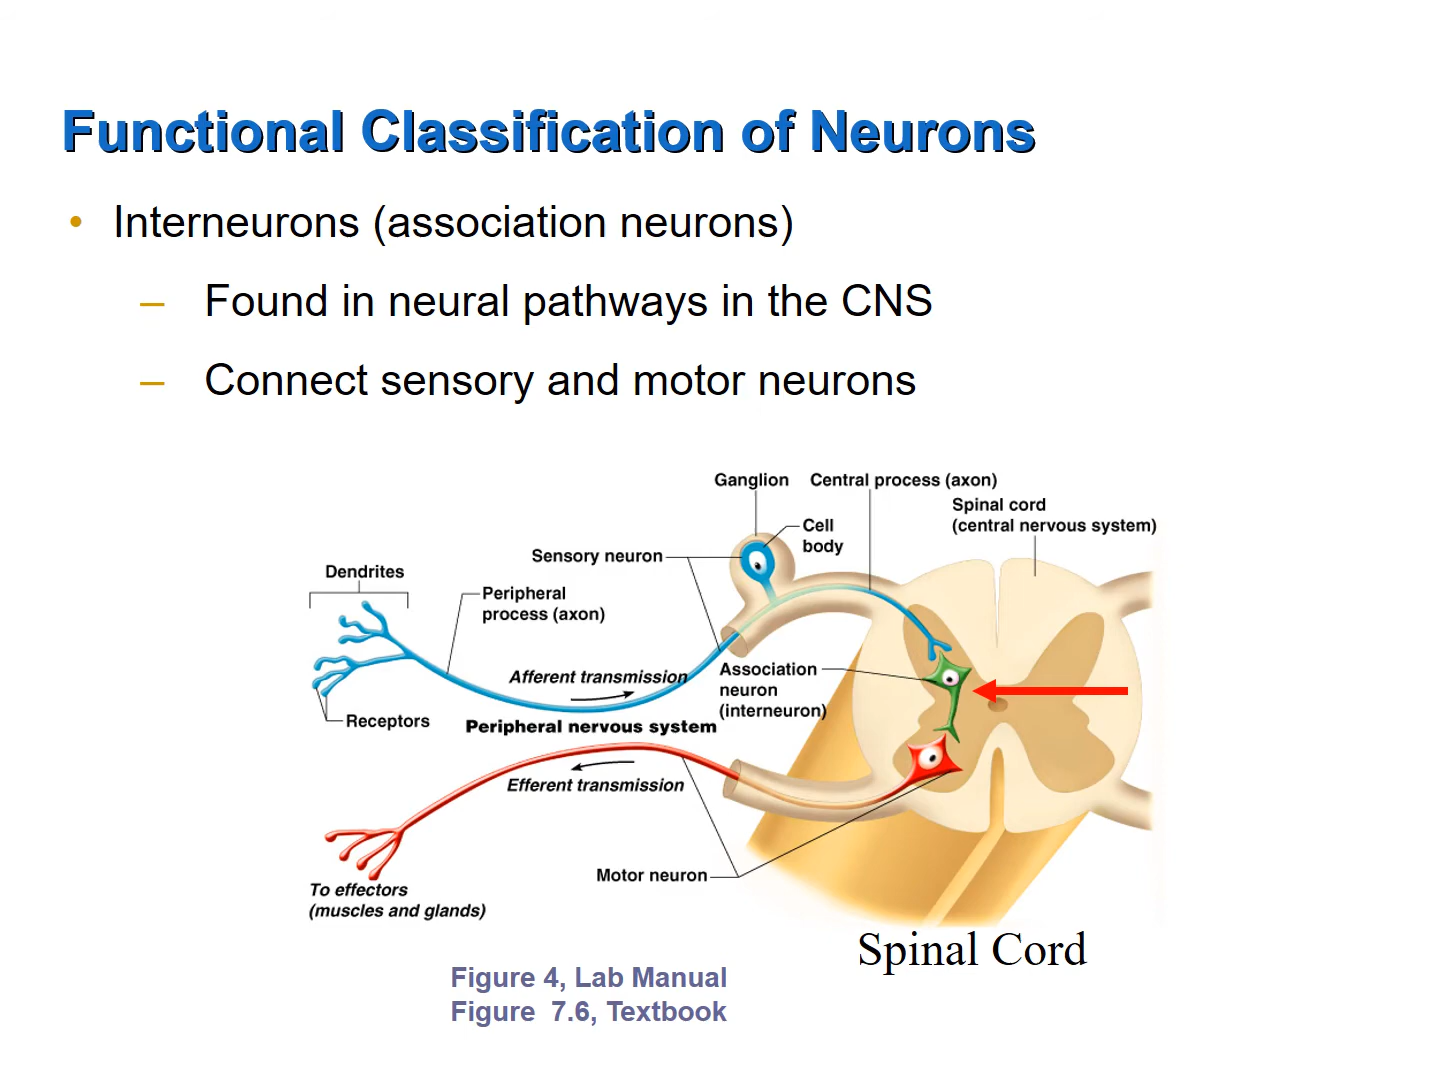 Functional Classification of Neurons
• Interneurons (association neurons)
– Found in neural pathways in the CNS
– Connect sensory and motor neurons
Ganglion
Central process (axon)
Spinal cord
(central nervous system)
Cell
body
Sensory neuron
Dendrites
Peripheral
process (axon)
Afferent transmission
Association
neuron
(interneuron)
Receptors
Peripheral nervous system
Efferent transmission
Motor neuron
To effectors
(muscles and glands)
Spinal Cord
Figure 4, Lab Manual
Figure 7.6, Textbook